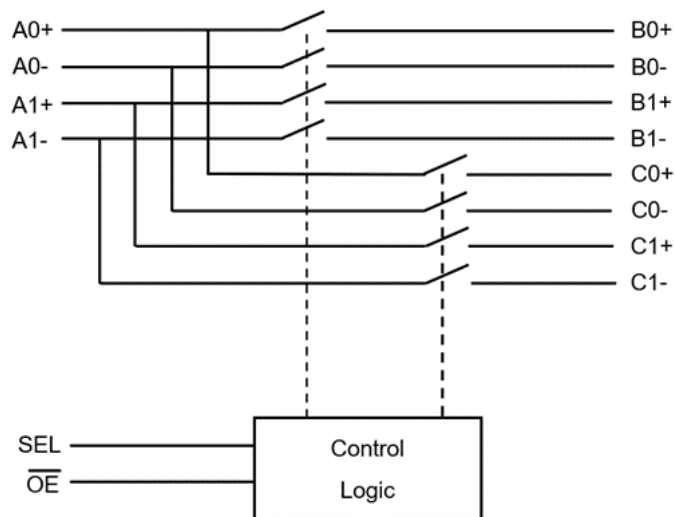 A0+ B0+
A0- B0-
A1+ B1+
A1- B1-
C0+
C0-
C1+
C1-
SEL Control
OE Logic